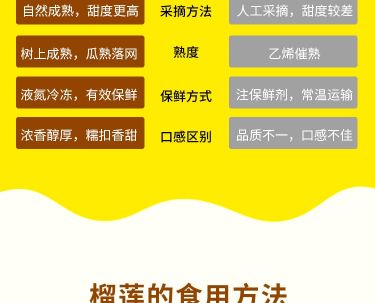 自然成熟，甜度更高 采摘方法 人工采摘，甜度较差
树上成熟，瓜熟落网 熟度 乙烯催熟
液氮冷冻，有效保鲜 保鲜方式 注保鲜剂，常温运输
浓香醇厚，糯扣香甜 口感区别 品质不一，口感不佳
榴莲的食用方法